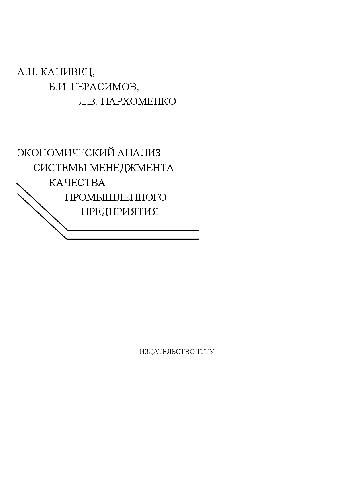 А.П. КАНИВЕЦ,
Б.И. ГЕРАСИМОВ,
Л.В. ПАРХОМЕНКО
ЭКОНОМИЧЕСКИЙ АНАЛИЗ
СИСТЕМЫ МЕНЕДЖМЕНТА
КАЧЕСТВА
ПРОМЫШЛЕННОГО
ПРЕДПРИЯТИЯ
ИЗДАТЕЛЬСТВО ТГТУ